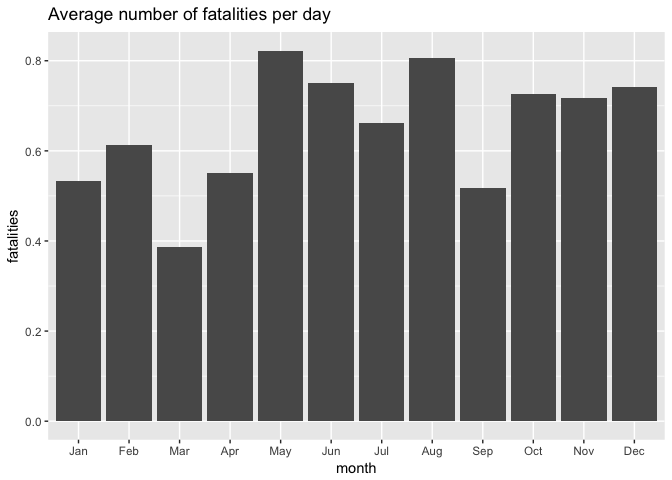 Average number of fatalities per day
fatalities
0.8
0.6
0.4
0.2
0.0
Jan Feb Mar Apr May Jun Jul Aug Sep Oct Nov Dec
month